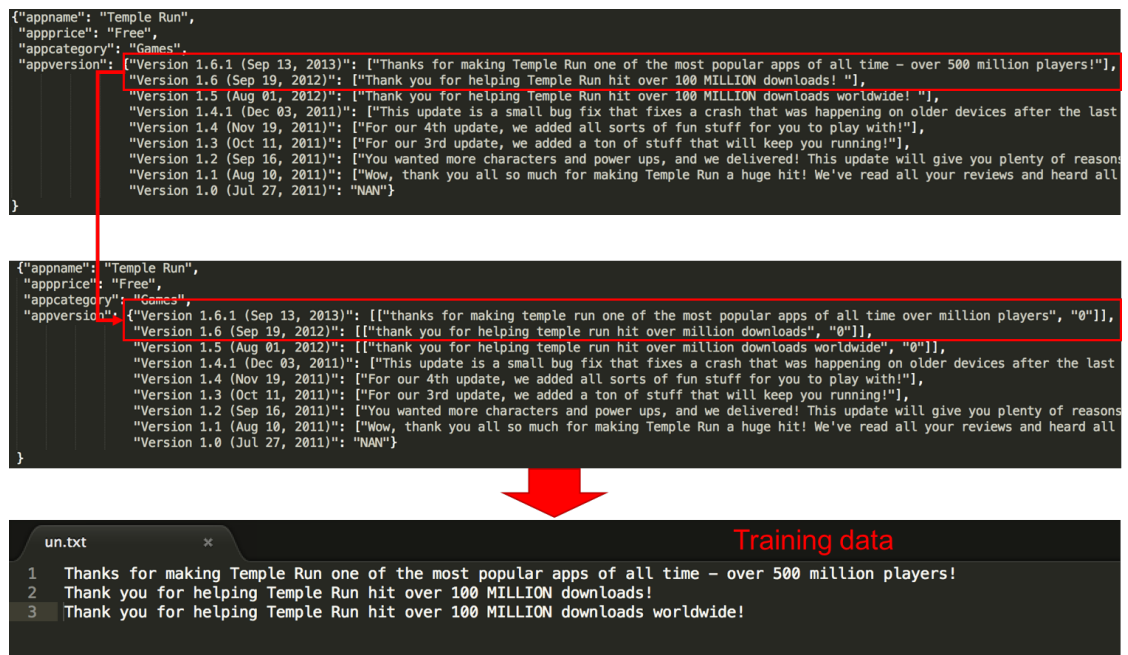 {"appname": "Temple Run",
"appprice": "Free",
"appcategory": "Games",
"appversion": {"Version 1.6.1 (Sep 13, 2013)": ["Thanks for making Temple Run one of the most popular apps of all time – over 500 million players!"],
"Version 1.6 (Sep 19, 2012)": ["Thank you for helping Temple Run hit over 100 MILLION downloads! "],
"Version 1.5 (Aug 01, 2012)": ["Thank you for helping Temple Run hit over 100 MILLION downloads worldwide! "],
"Version 1.4.1 (Dec 03, 2011)": ["This update is a small bug fix that fixes a crash that was happening on older devices after the last
"Version 1.4 (Nov 19, 2011)": ["For our 4th update, we added all sorts of fun stuff for you to play with!"],
"Version 1.3 (Oct 11, 2011)": ["For our 3rd update, we added a ton of stuff that will keep you running!"],
"Version 1.2 (Sep 16, 2011)": ["You wanted more characters and power ups, and we delivered! This update will give you plenty of reasons
"Version 1.1 (Aug 10, 2011)": ["Wow, thank you all so much for making Temple Run a huge hit! We've read all your reviews and heard all
"Version 1.0 (Jul 27, 2011)": "NAN"}
}
{"appname": "Temple Run",
"appprice": "Free",
"appcategory": "Games",
"appversion": {"Version 1.6.1 (Sep 13, 2013)": [["thanks for making temple run one of the most popular apps of all time over million players", "0"]],
"Version 1.6 (Sep 19, 2012)": [["thank you for helping temple run hit over million downloads", "0"]],
"Version 1.5 (Aug 01, 2012)": [["thank you for helping temple run hit over million downloads worldwide", "0"]],
"Version 1.4.1 (Dec 03, 2011)": ["This update is a small bug fix that fixes a crash that was happening on older devices after the last
"Version 1.4 (Nov 19, 2011)": ["For our 4th update, we added all sorts of fun stuff for you to play with!"],
"Version 1.3 (Oct 11, 2011)": ["For our 3rd update, we added a ton of stuff that will keep you running!"],
"Version 1.2 (Sep 16, 2011)": ["You wanted more characters and power ups, and we delivered! This update will give you plenty of reasons
"Version 1.1 (Aug 10, 2011)": ["Wow, thank you all so much for making Temple Run a huge hit! We've read all your reviews and heard all
"Version 1.0 (Jul 27, 2011)": "NAN"}
}
un.txt ×
Training data
1 Thanks for making Temple Run one of the most popular apps of all time – over 500 million players!
2 Thank you for helping Temple Run hit over 100 MILLION downloads!
3 Thank you for helping Temple Run hit over 100 MILLION downloads worldwide!